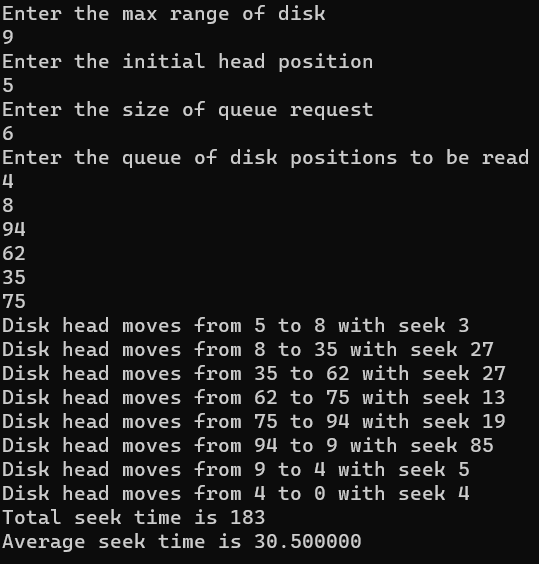 Enter the max range of disk
9
Enter the initial head position
5
Enter the size of queue request
6
Enter the queue of disk positions to be read
4
8
94
62
35
75
Disk head moves from 5 to 8 with seek 3
Disk head moves from 8 to 35 with seek 27
Disk head moves from 35 to 62 with seek 27
Disk head moves from 62 to 75 with seek 13
Disk head moves from 75 to 94 with seek 19
Disk head moves from 94 to 9 with seek 85
Disk head moves from 9 to 4 with seek 5
Disk head moves from 4 to 0 with seek 4
Total seek time is 183
Average seek time is 30.500000